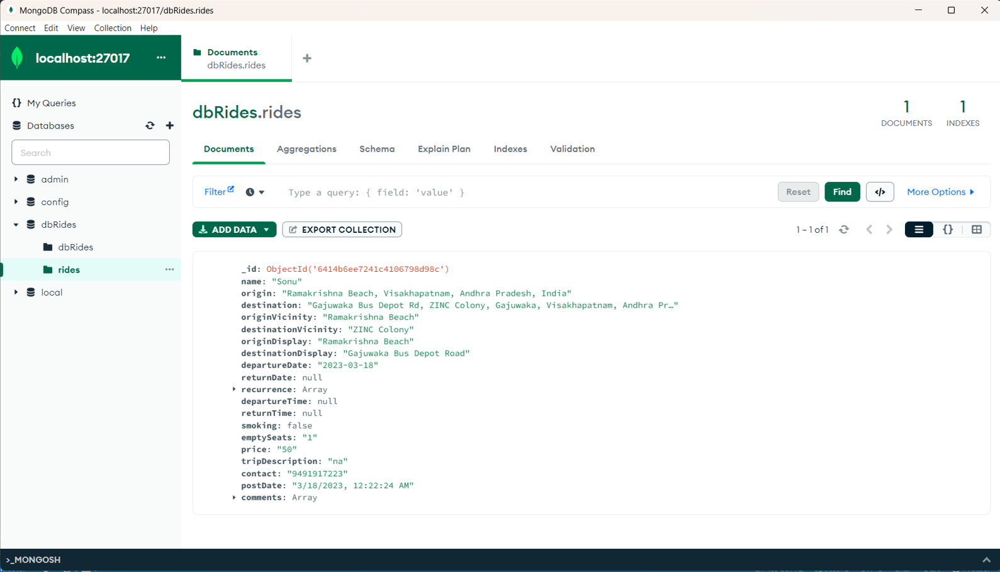 MongoDB Compass - localhost:27017/dbRides.rides
Connect Edit View Collection Help
localhost:27017
Documents
dbRides.rides
My Queries
Databases
Search
admin
config
dbRides
dbRides
rides
local
dbRides.rides
1 DOCUMENTS
1 INDEXES
Documents Aggregations Schema Explain Plan Indexes Validation
Filter Type a query: { field: 'value' } Reset Find </> More Options
ADD DATA EXPORT COLLECTION 1 – 1 of 1 {}
_id: ObjectId('6414b6ee7241c4106798d98c')
name: "Sonu"
origin: "Ramakrishna Beach, Visakhapatnam, Andhra Pradesh, India"
destination: "Gajuwaka Bus Depot Rd, ZINC Colony, Gajuwaka, Visakhapatnam, Andhra Pr…"
originVicinity: "Ramakrishna Beach"
destinationVicinity: "ZINC Colony"
originDisplay: "Ramakrishna Beach"
destinationDisplay: "Gajuwaka Bus Depot Road"
departureDate: "2023-03-18"
returnDate: null
recurrence: Array
departureTime: null
returnTime: null
smoking: false
emptySeats: "1"
price: "50"
tripDescription: "na"
contact: "9491917223"
postDate: "3/18/2023, 12:22:24 AM"
comments: Array
>_MONGOSH